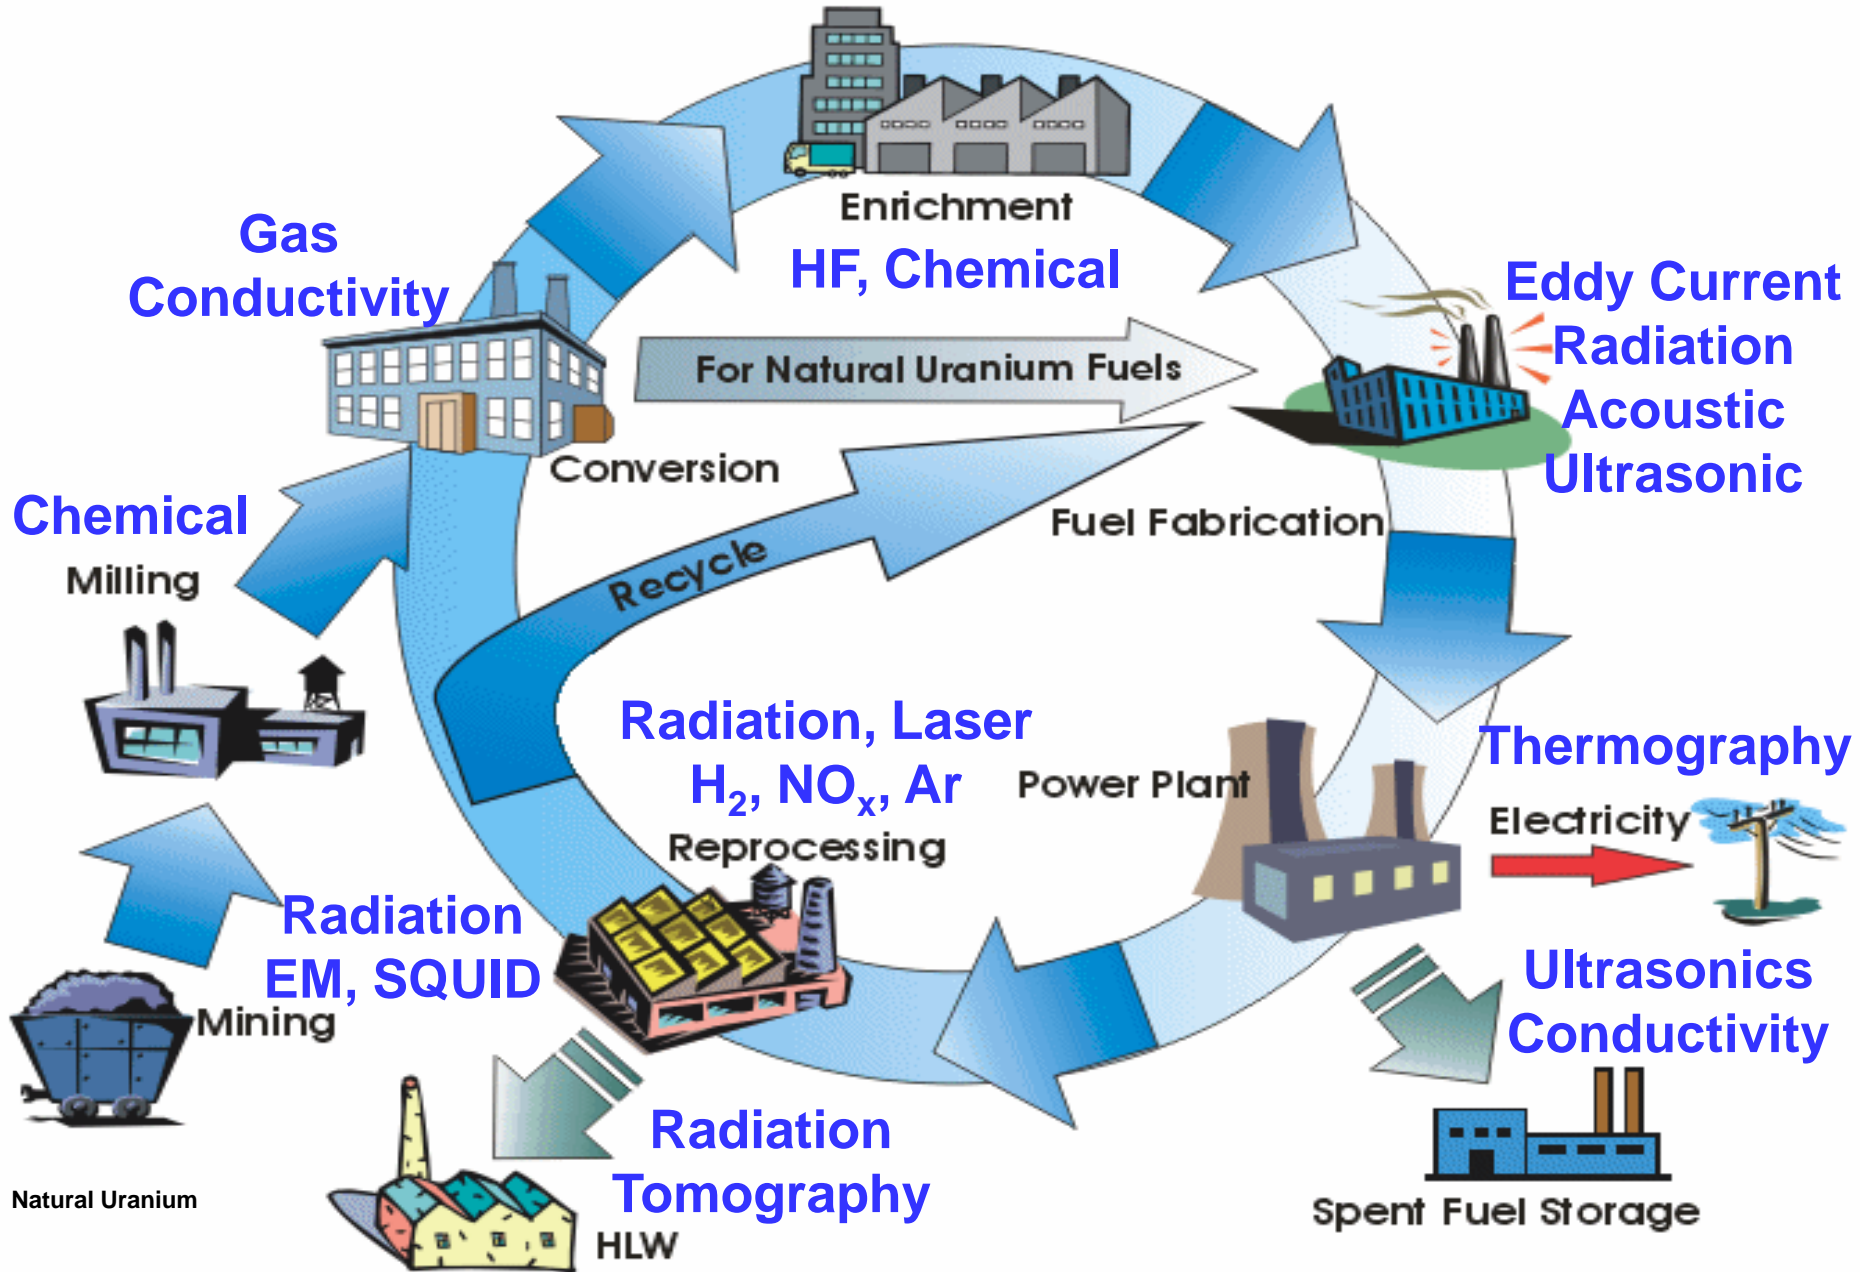 Enrichment
HF, Chemical
Gas
Conductivity
Eddy Current
Radiation
Acoustic
Ultrasonic
For Natural Uranium Fuels
Conversion
Chemical
Milling
Fuel Fabrication
Recycle
Radiation, Laser
H₂, NOₓ, Ar
Reprocessing
Power Plant
Thermography
Electricity
Radiation
EM, SQUID
Mining
Ultrasonics
Conductivity
Radiation
Tomography
Natural Uranium
HLW
Spent Fuel Storage